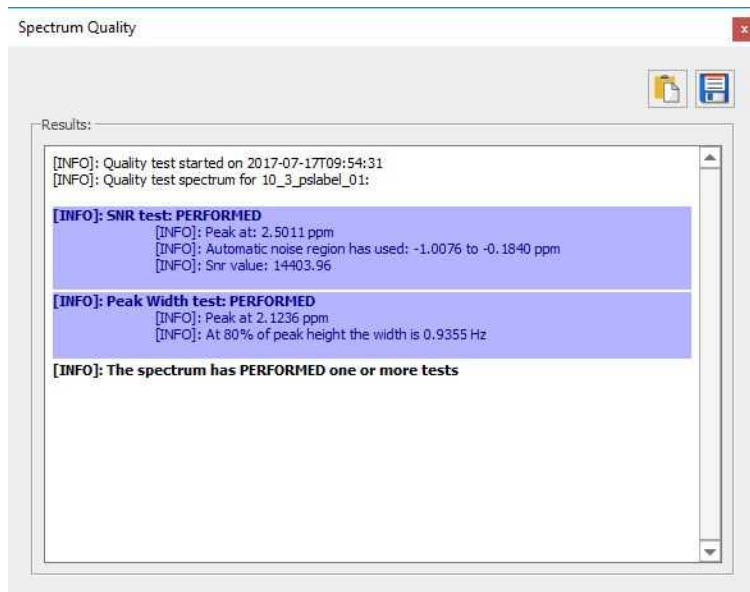 Spectrum Quality
x
Results:
[INFO]: Quality test started on 2017-07-17T09:54:31
[INFO]: Quality test spectrum for 10_3_pslabel_01:
[INFO]: SNR test: PERFORMED
[INFO]: Peak at: 2.5011 ppm
[INFO]: Automatic noise region has used: -1.0076 to -0.1840 ppm
[INFO]: Snr value: 14403.96
[INFO]: Peak Width test: PERFORMED
[INFO]: Peak at 2.1236 ppm
[INFO]: At 80% of peak height the width is 0.9355 Hz
[INFO]: The spectrum has PERFORMED one or more tests